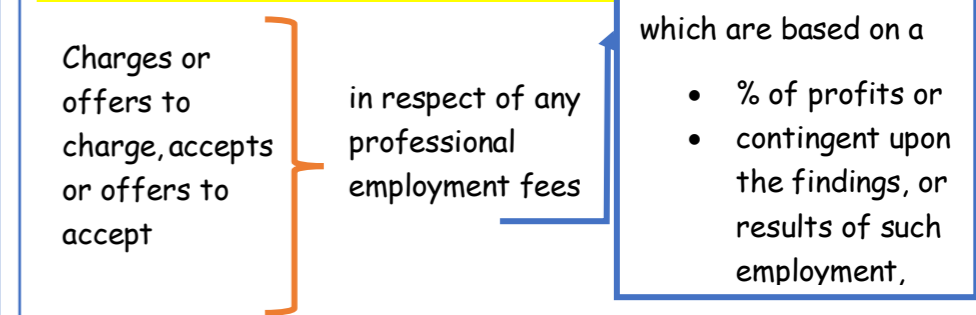 Charges or
offers to
charge, accepts
or offers to
accept
in respect of any
professional
employment fees
which are based on a
• % of profits or
• contingent upon
the findings, or
results of such
employment,